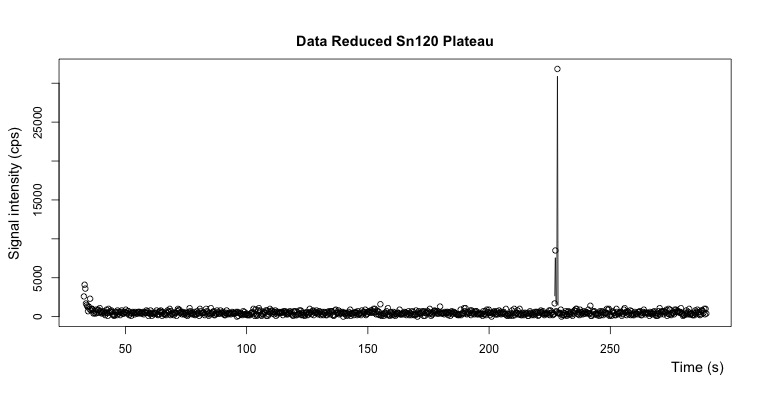 Data Reduced Sn120 Plateau
Signal intensity (cps)
25000
15000
5000
0
50 100 150 200 250
Time (s)